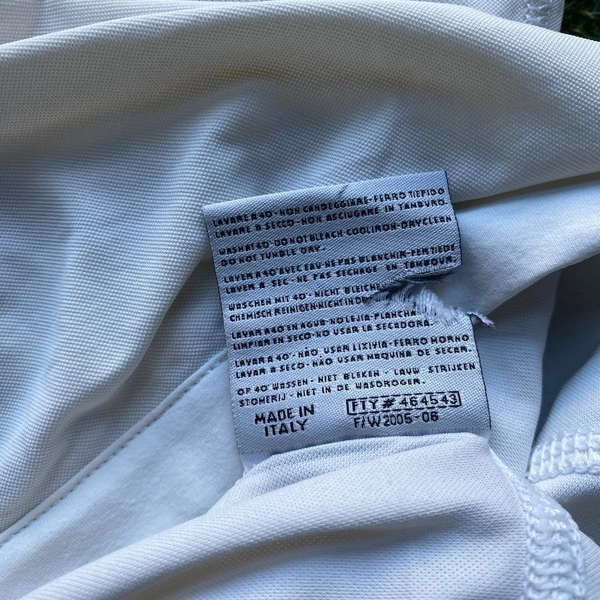 LAVARE A 40°-NON CANDEGGIARE-FERRO TIEPIDO
LAVARE A SECCO-NON ASCIUGARE IN TAMBURO.
WASH AT 40°-DO NOT BLEACH-COOL IRON-DRYCLEAN
DO NOT TUMBLE DRY.
LAVER A 40°AVEC EAU-NE PAS BLANCHIR-FER TIEDE
LAVER A SEC-NE PAS SECHAGE EN TAMBOUR.
WASCHEN MIT 40°-NICHT BLEICHE
CHEMISCH REINIGEN-NICHT IN
LAVAR A 40 EN AGUA-NO LEJIA-PLANCHA
LIMPIAR EN SECO-NO USAR LA SECADORA.
LAVAR A 40°-NÃO USAR LIXIVIA-FERRO MORNO
LAVAR A SECO-NÃO USAR MAQUINA DE SECAR.
OP 40°WASSEN-NIET BLEKEN-LAUW STRIJKEN
STOMERIJ-NIET IN DE WASDROGER.
MADE IN FTY# 464543
ITALY F/W2005-06